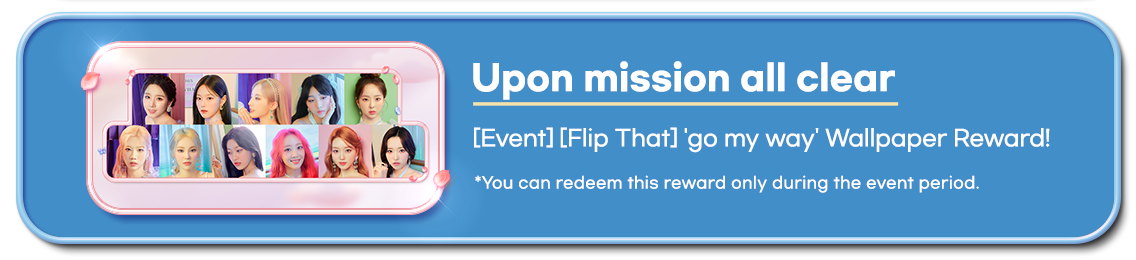 Upon mission all clear
[Event] [Flip That] 'go my way' Wallpaper Reward!
*You can redeem this reward only during the event period.